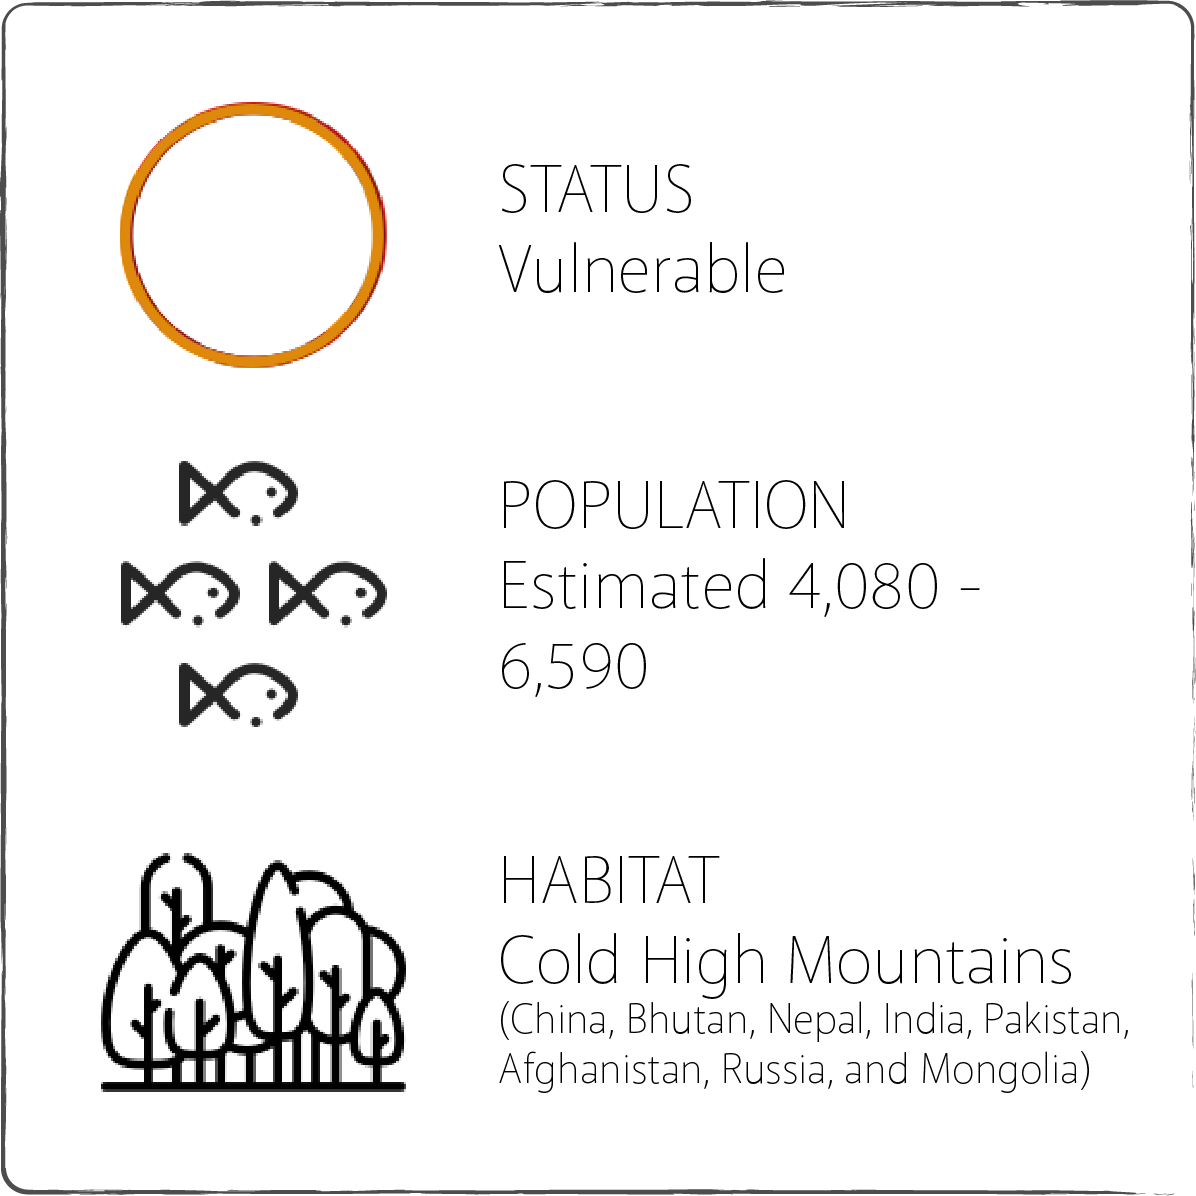 STATUS
Vulnerable
POPULATION
Estimated 4,080 -
6,590
HABITAT
Cold High Mountains
(China, Bhutan, Nepal, India, Pakistan,
Afghanistan, Russia, and Mongolia)